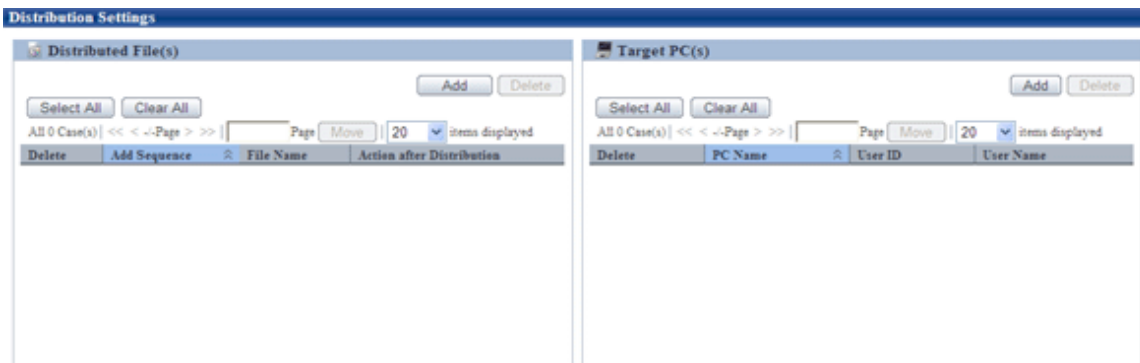 Distribution Settings
Distributed File(s)
Add Delete
Select All Clear All
All 0 Case(s)| << < -/-Page > >> | Page Move | 20 items displayed
Delete Add Sequence File Name Action after Distribution
Target PC(s)
Add Delete
Select All Clear All
All 0 Case(s)| << < -/-Page > >> | Page Move | 20 items displayed
Delete PC Name User ID User Name